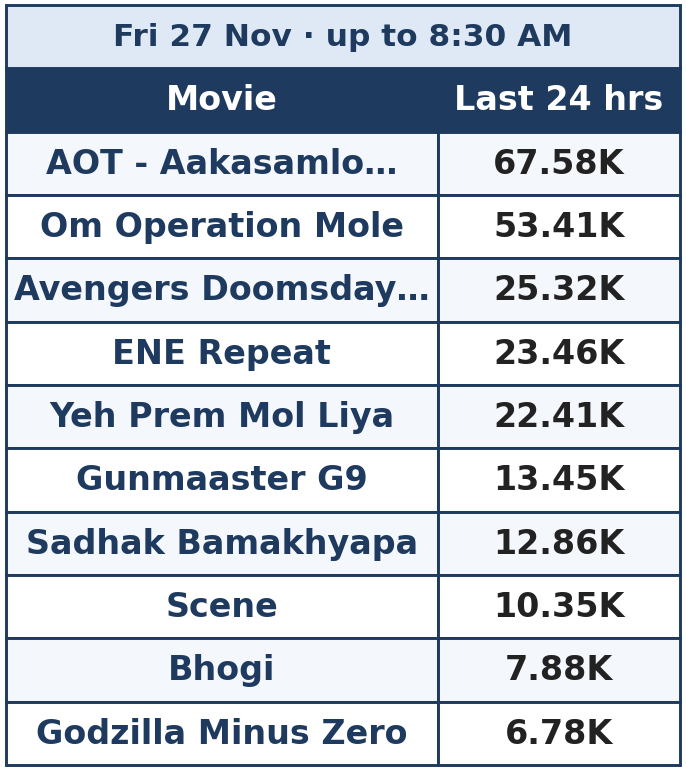 Fri 27 Nov · up to 8:30 AM
Movie Last 24 hrs
AOT - Aakasamlo... 67.58K
Om Operation Mole 53.41K
Avengers Doomsday... 25.32K
ENE Repeat 23.46K
Yeh Prem Mol Liya 22.41K
Gunmaaster G9 13.45K
Sadhak Bamakhyapa 12.86K
Scene 10.35K
Bhogi 7.88K
Godzilla Minus Zero 6.78K